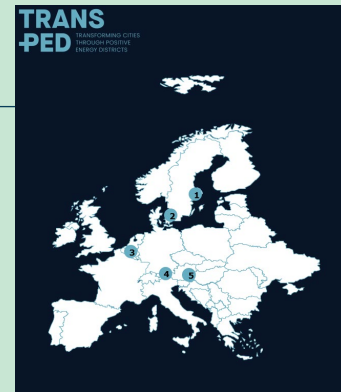 TRANS
-PED
TRANSFORMING CITIES
THROUGH POSITIVE
ENERGY DISTRICTS
1
2
3
4
5